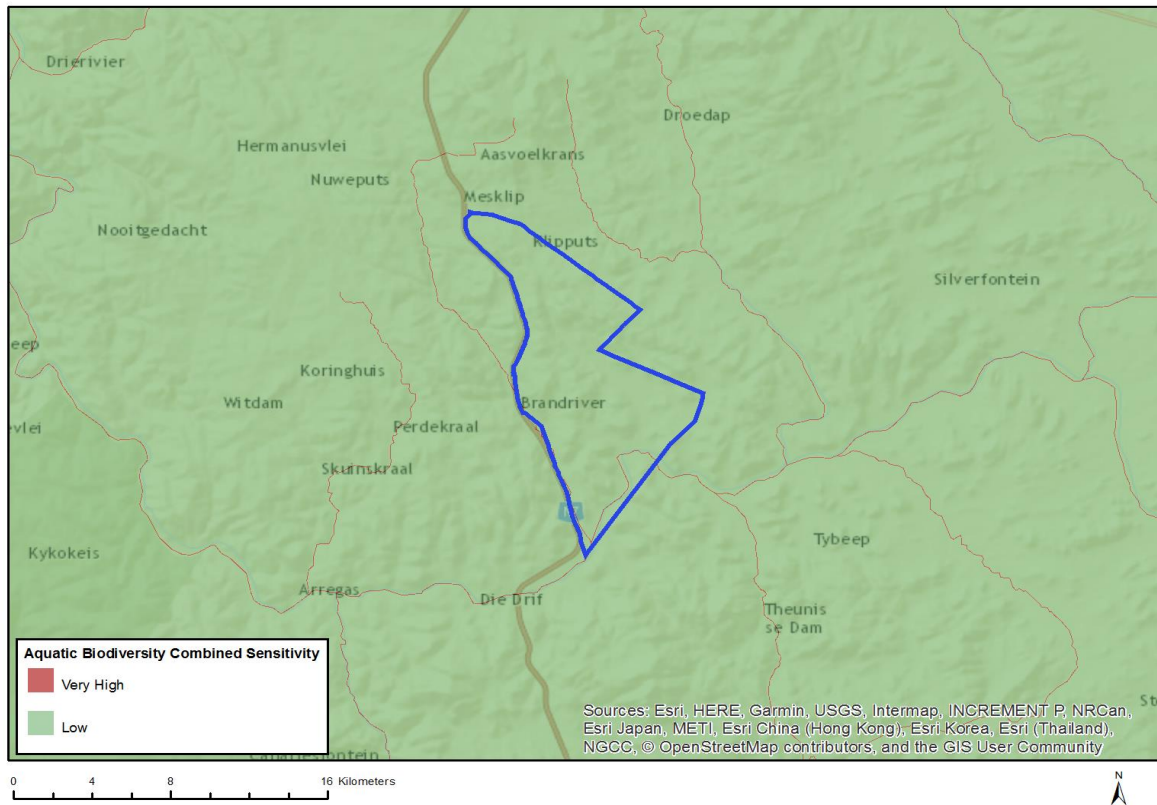 Drierivier
Droedap
Hermanusvlei
Aasvoelkrans
Nuweputs
Mesklip
Nooitgedacht
Klipputs
Silverfontein
eep
Koringhuis
Witdam
Brandriver
evlei
Perdekraal
Skuinskraal
N7
Kykokeis
Tybeep
Arregas
Die Drif
Theunis
se Dam
Aquatic Biodiversity Combined Sensitivity
Very High
Low
Sources: Esri, HERE, Garmin, USGS, Intermap, INCREMENT P, NRCan,
Esri Japan, METI, Esri China (Hong Kong), Esri Korea, Esri (Thailand),
NGCC, © OpenStreetMap contributors, and the GIS User Community
0 4 8 16 Kilometers
N